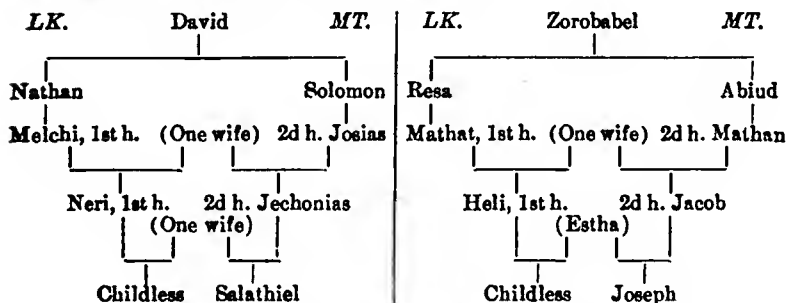 LK. David MT. LK. Zorobabel MT.
Nathan Solomon Resa Abiud
Melchi, 1st h. (One wife) 2d h. Josias Mathat, 1st h. (One wife) 2d h. Mathan
Neri, 1st h. 2d h. Jechonias Heli, 1st h. 2d h. Jacob
(One wife) (Estha)
Childless Salathiel Childless Joseph